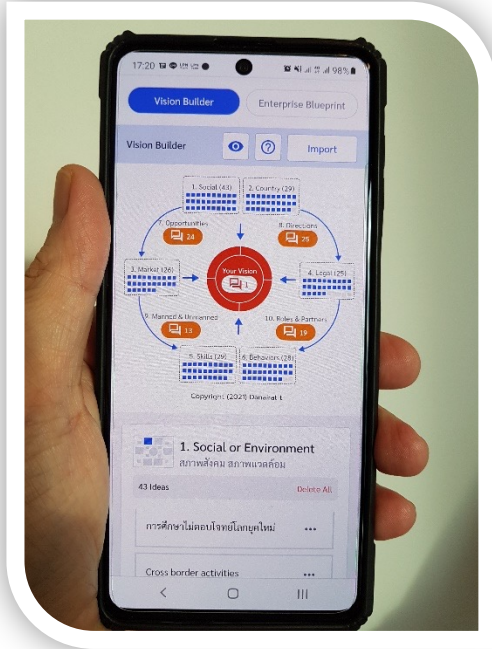 17:20
98%
Vision Builder
Enterprise Blueprint
Vision Builder
Import
1. Social (43)
2. Country (29)
7. Opportunities
24
8. Directions
25
3. Market (26)
Your Vision
1
4. Legal (25)
9. Manned & Unmanned
13
10. Roles & Partners
19
5. Skills (29)
6. Behaviors (28)
Copyright (2021) Danairat T.
1. Social or Environment
สภาพสังคม สภาพแวดล้อม
43 Ideas
Delete All
การศึกษาไม่ตอบโจทย์โลกยุคใหม่
Cross border activities